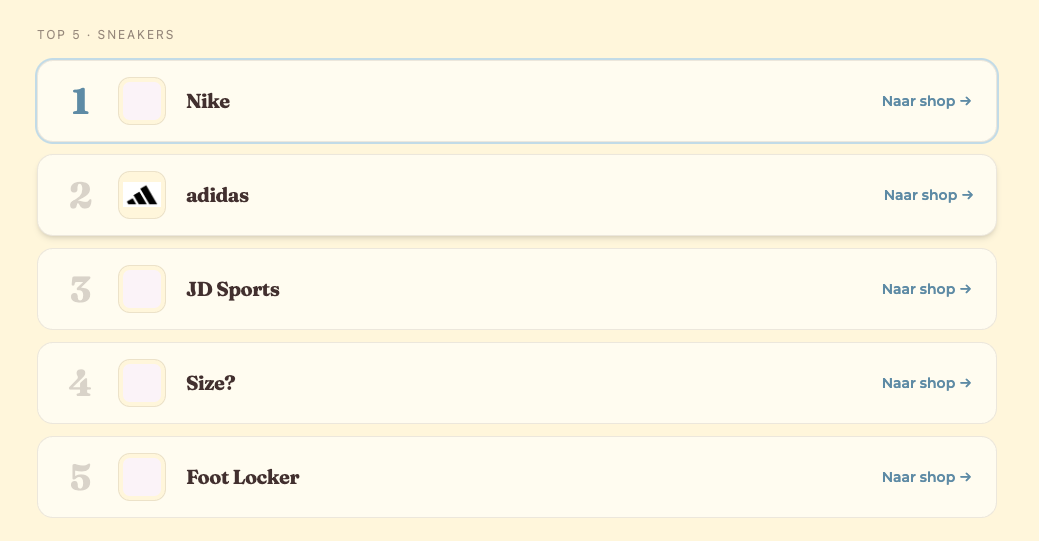 TOP 5 · SNEAKERS
1 Nike Naar shop →
2 adidas Naar shop →
3 JD Sports Naar shop →
4 Size? Naar shop →
5 Foot Locker Naar shop →